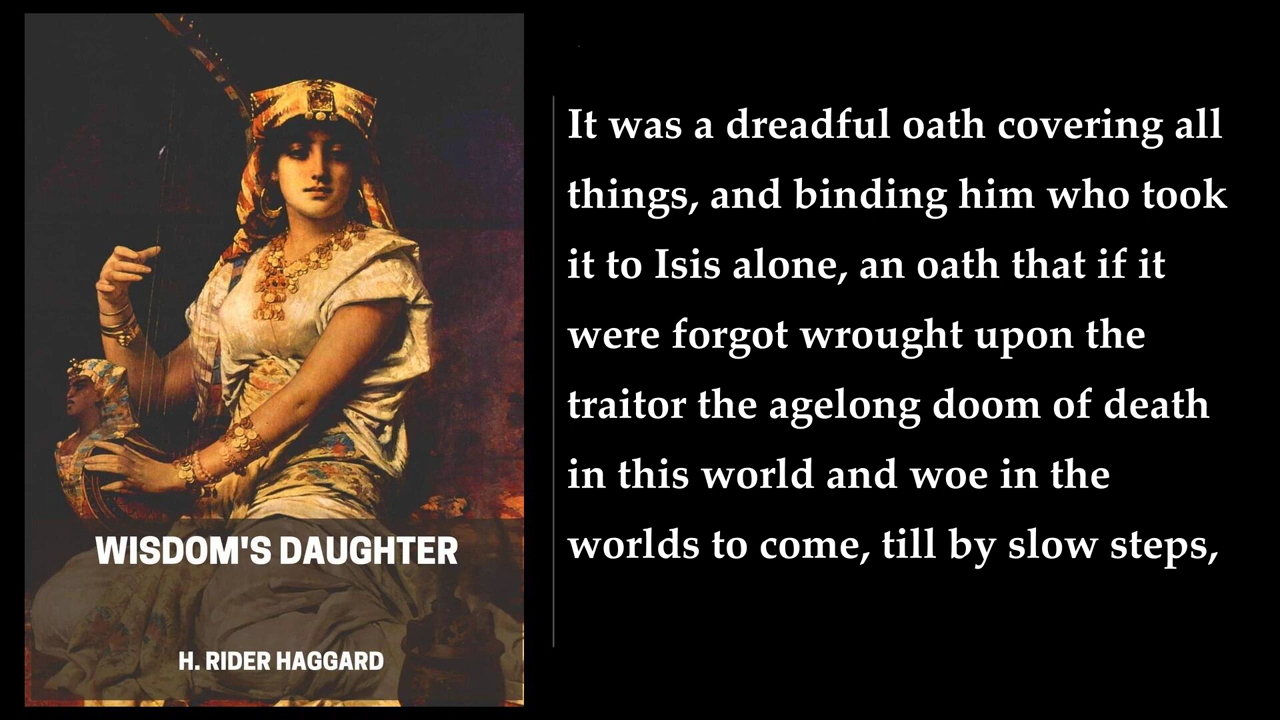 WISDOM'S DAUGHTER
H. RIDER HAGGARD
It was a dreadful oath covering all
things, and binding him who took
it to Isis alone, an oath that if it
were forgot wrought upon the
traitor the agelong doom of death
in this world and woe in the
worlds to come, till by slow steps,